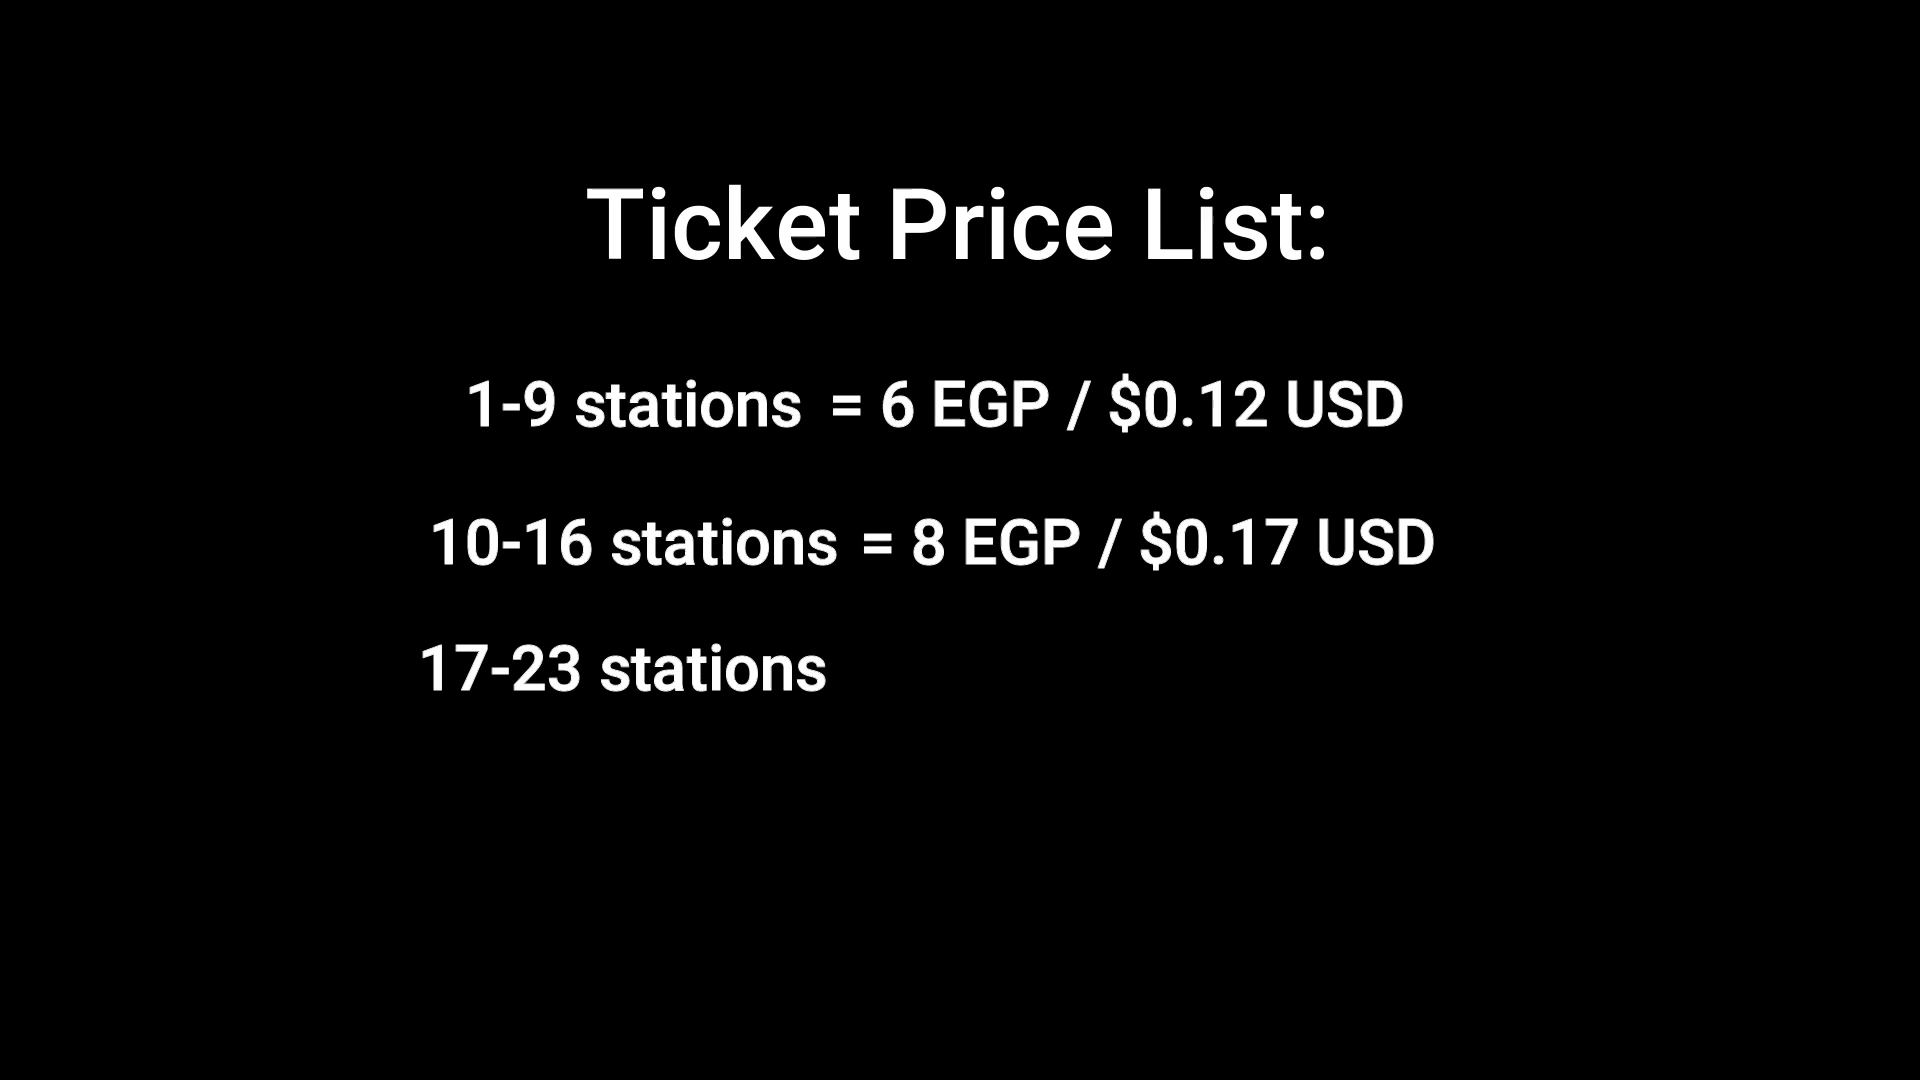 Ticket Price List:
1-9 stations = 6 EGP / $0.12 USD
10-16 stations = 8 EGP / $0.17 USD
17-23 stations